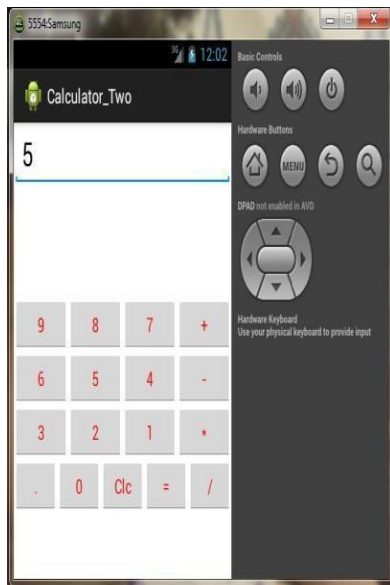 5554:Samsung
3G 12:02
Calculator_Two
5
9 8 7 +
6 5 4 -
3 2 1 *
. 0 Clc = /
Basic Controls
Hardware Buttons
MENU
DPAD not enabled in AVD
Hardware Keyboard
Use your physical keyboard to provide input